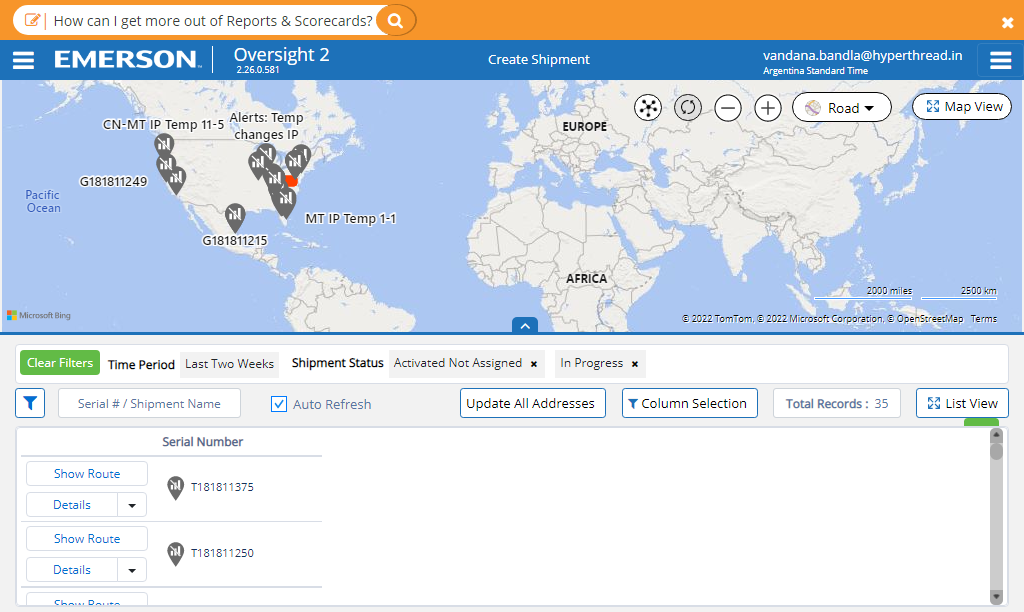 How can I get more out of Reports & Scorecards?
EMERSON
Oversight 2
2.26.0.581
Create Shipment
vandana.bandla@hyperthread.in
Argentina Standard Time
CN-MT IP Temp 11-5
Alerts: Temp
changes IP
EUROPE
Road
Map View
G181811249
Pacific
Ocean
MT IP Temp 1-1
G181811215
AFRICA
2000 miles
2500 km
Microsoft Bing
© 2022 TomTom, © 2022 Microsoft Corporation, © OpenStreetMap Terms
Clear Filters
Time Period
Last Two Weeks
Shipment Status
Activated Not Assigned ×
In Progress ×
Serial # / Shipment Name
Auto Refresh
Update All Addresses
Column Selection
Total Records : 35
List View
Serial Number
Show Route
Details
T181811375
Show Route
Details
T181811250
Show Route